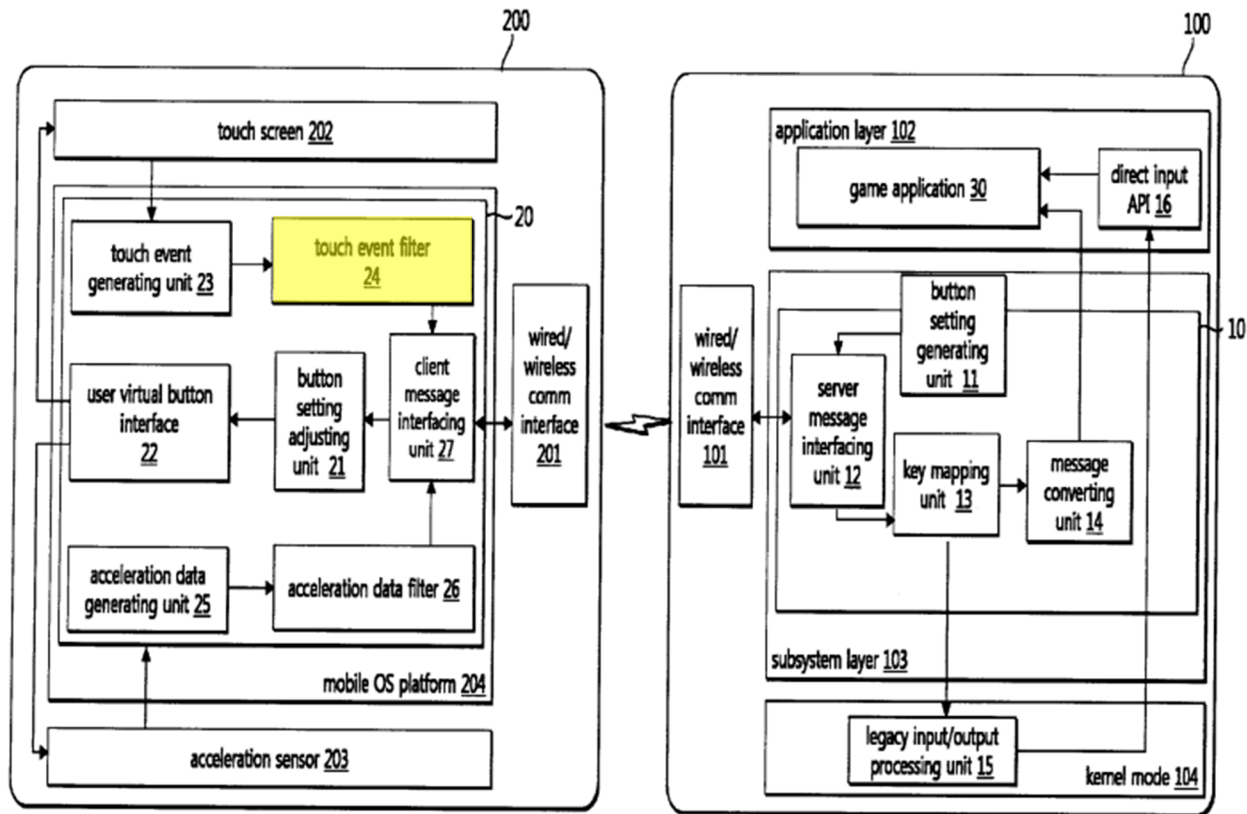 200
touch screen 202
20
touch event
generating unit 23
touch event filter
24
user virtual button
interface
22
button
setting
adjusting
unit 21
client
message
interfacing
unit
27
wired/
wireless
comm
interface
201
acceleration data
generating unit 25
acceleration data filter 26
mobile OS platform 204
acceleration sensor 203
100
application layer 102
game application 30
direct input
API 16
wired/
wireless
comm
interface
101
button
setting
generating
unit 11
10
server
message
interfacing
unit 12
key mapping
unit 13
message
converting
unit 14
subsystem layer 103
legacy input/output
processing unit 15
kernel mode 104